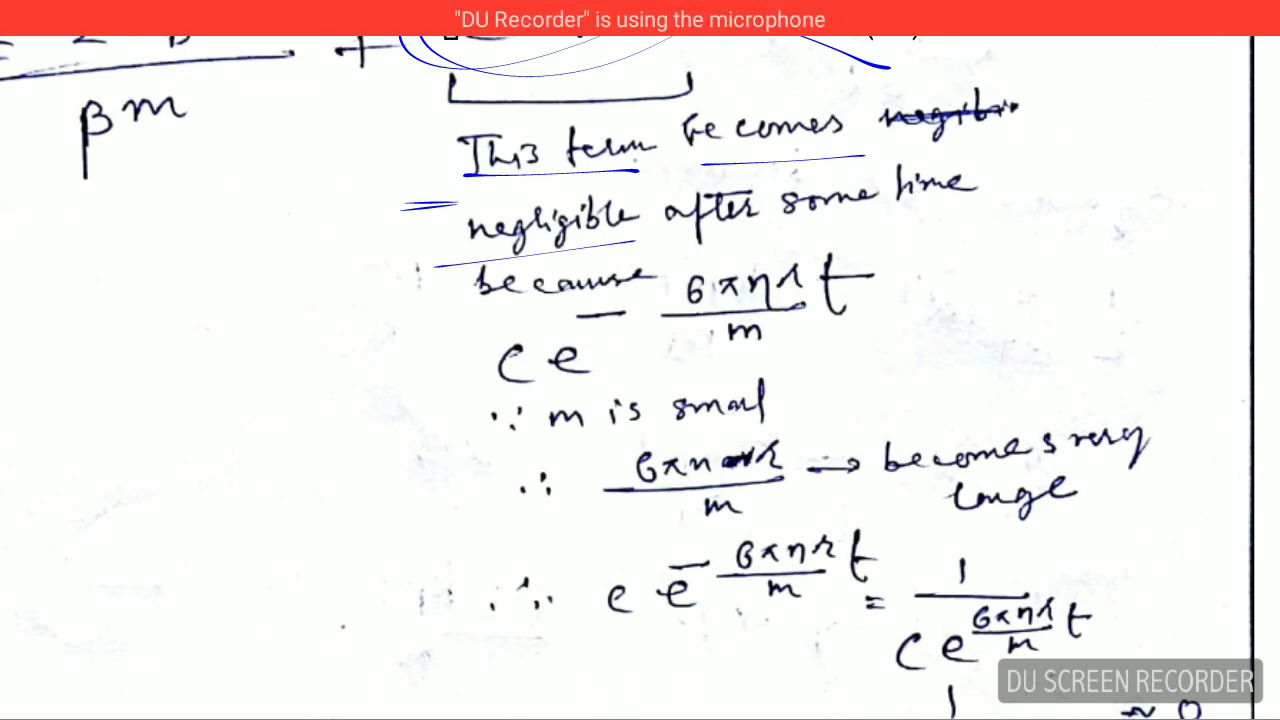 "DU Recorder" is using the microphone
β m
+
This term becomes
negligible after some time
because
C e^{- 6πηr/m t}
∵ m is small
∴ 6πηr/m → becomes very
large
∴ c e^{- 6πηr/m t} = 1/(C e^{6πηr/m t})
DU SCREEN RECORDER
1 ~ 0